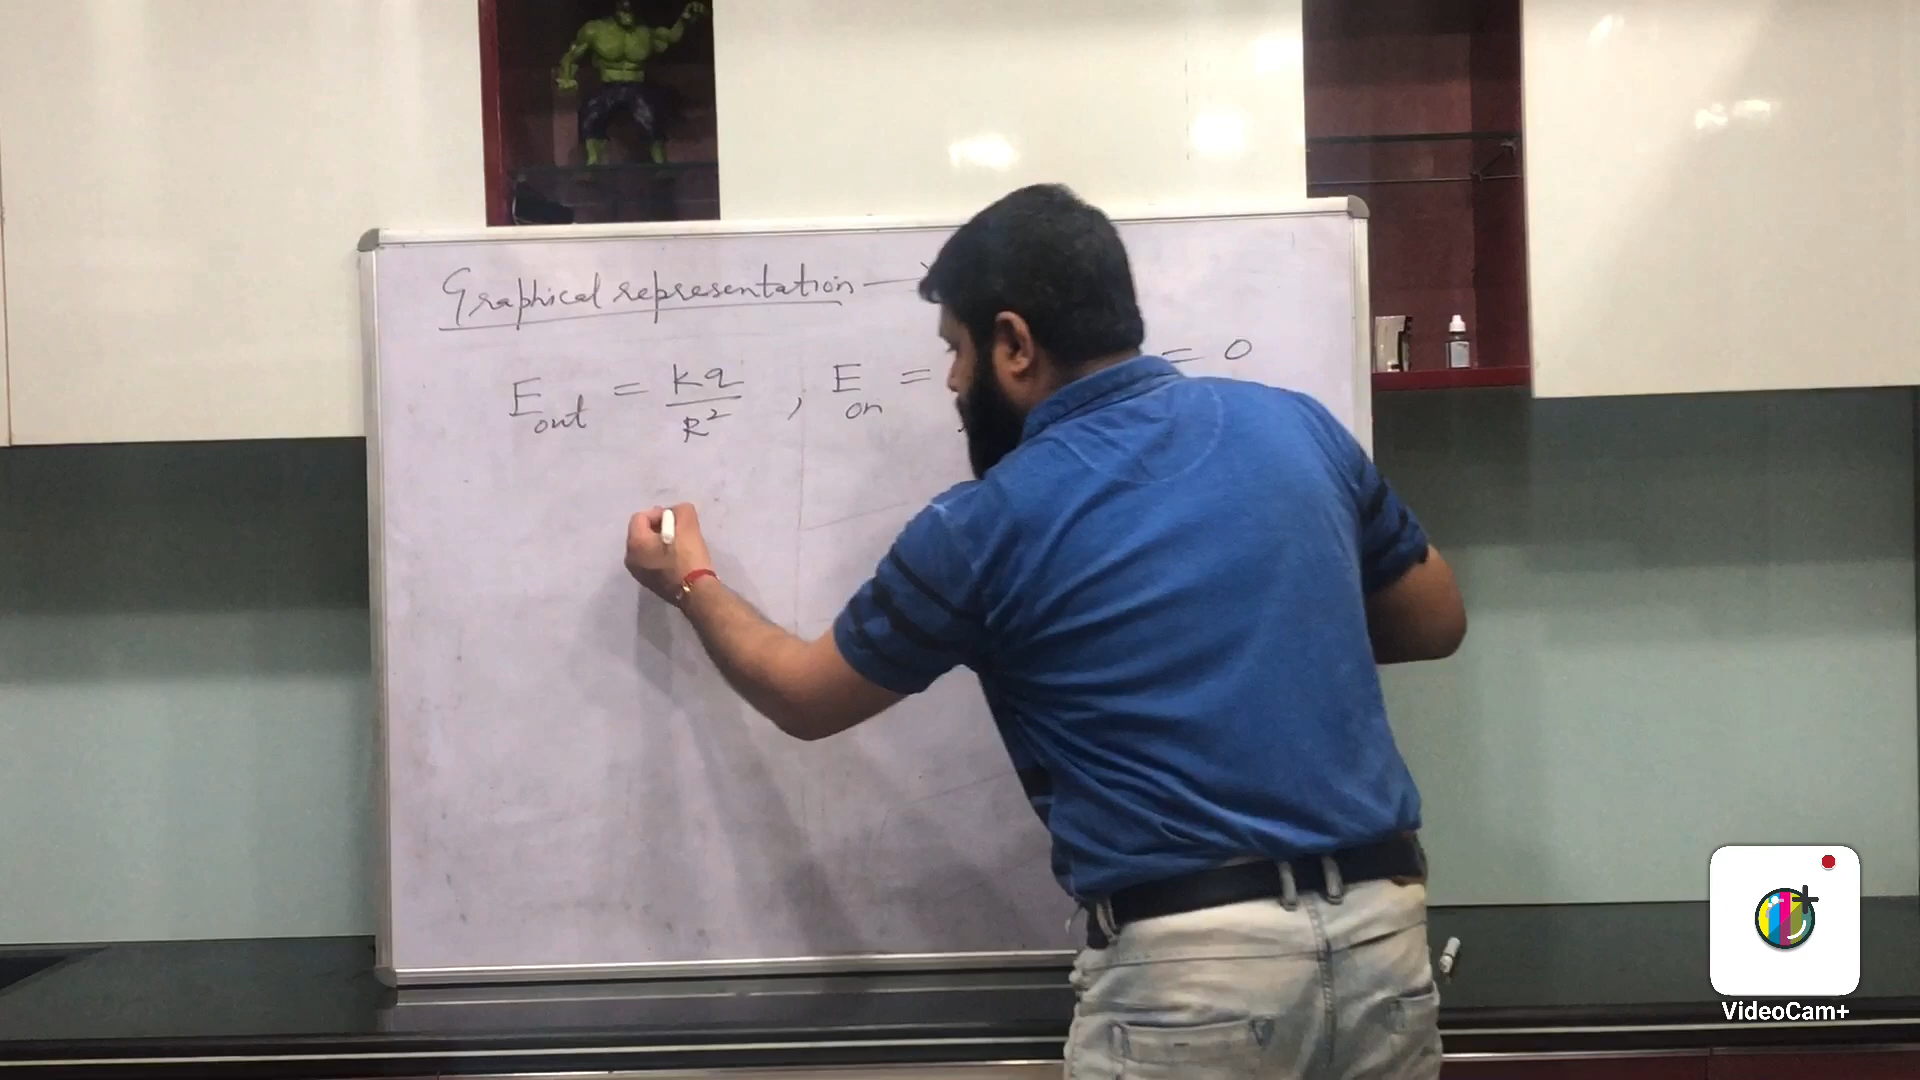 Graphical representation →
E_out = kq/R² , E_on = = 0
VideoCam+